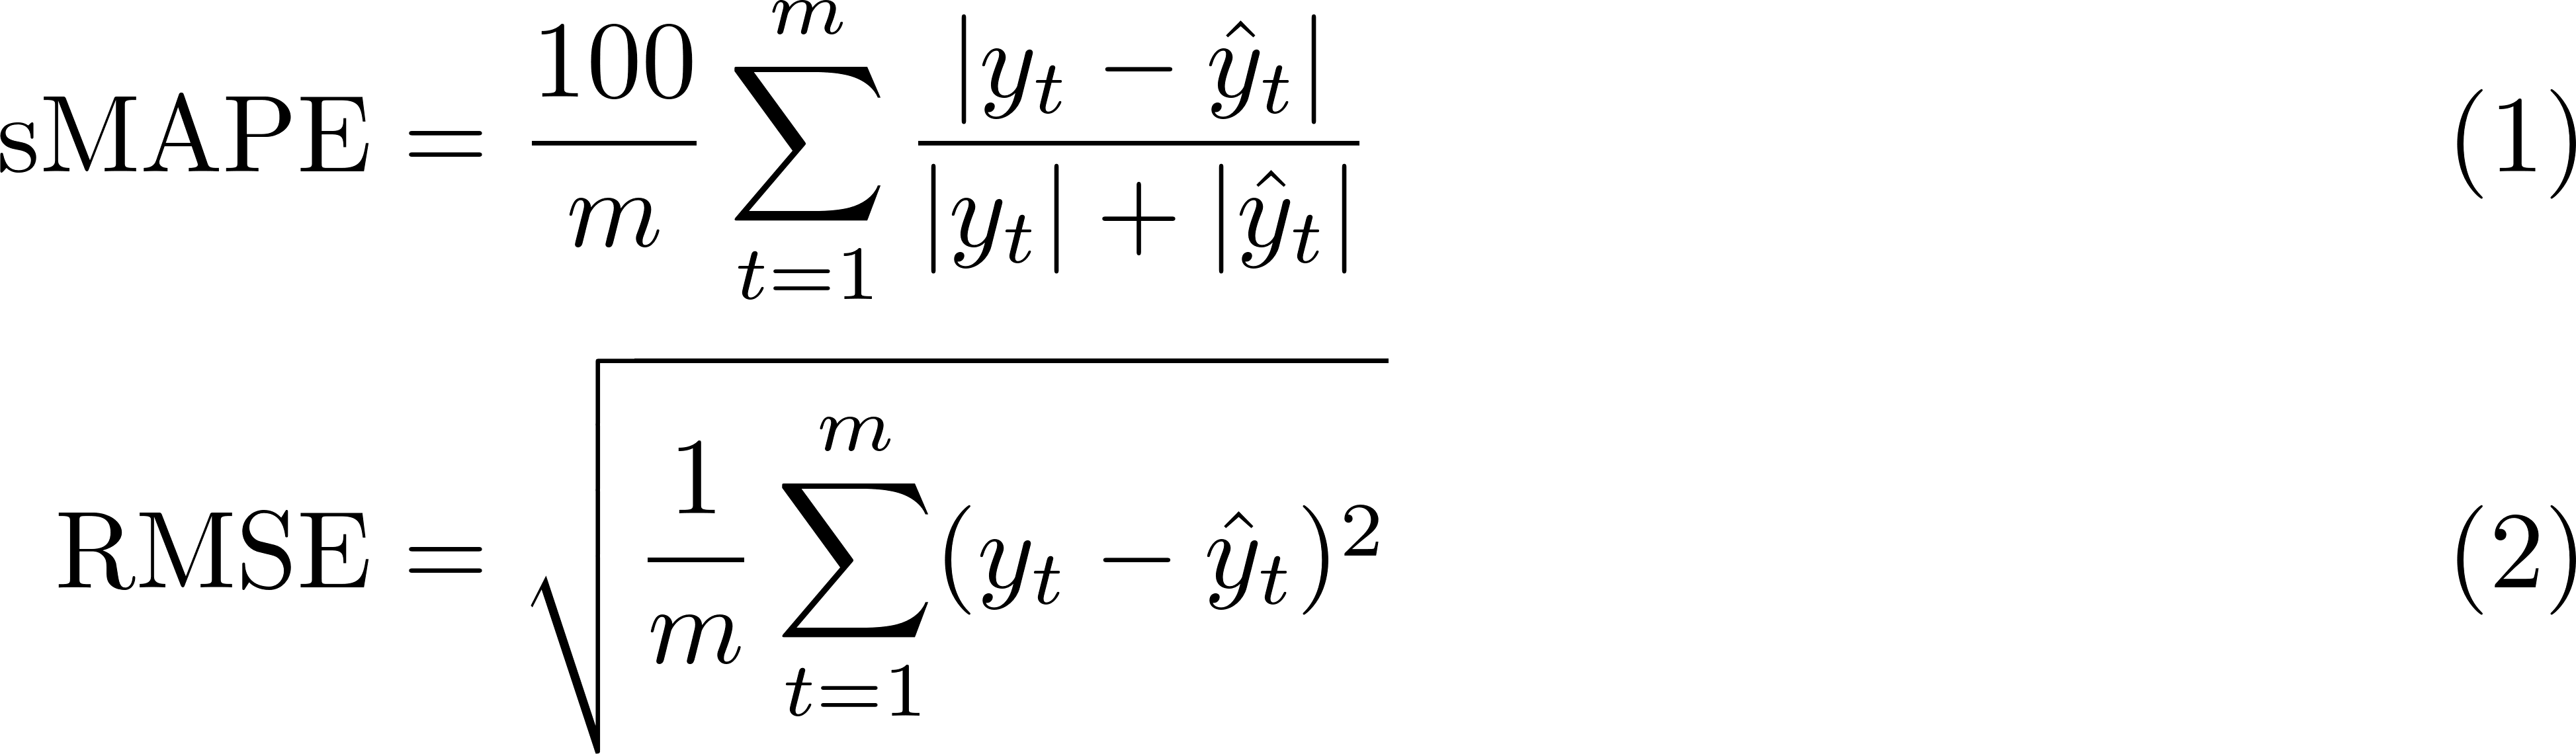 sMAPE = \frac{100}{m} \sum_{t=1}^{m} \frac{|y_t - \hat{y}_t|}{|y_t| + |\hat{y}_t|} (1)
RMSE = \sqrt{\frac{1}{m} \sum_{t=1}^{m} (y_t - \hat{y}_t)^2} (2)